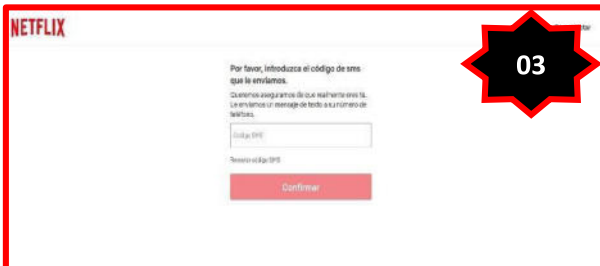 NETFLIX
03
Por favor, Introduzca el código de sms
que le enviamos.
Queremos asegurarnos de que realmente eres tú.
Le enviamos un mensaje de texto a su número de
teléfono.
Código SMS
Reenviar código SMS
Confirmar